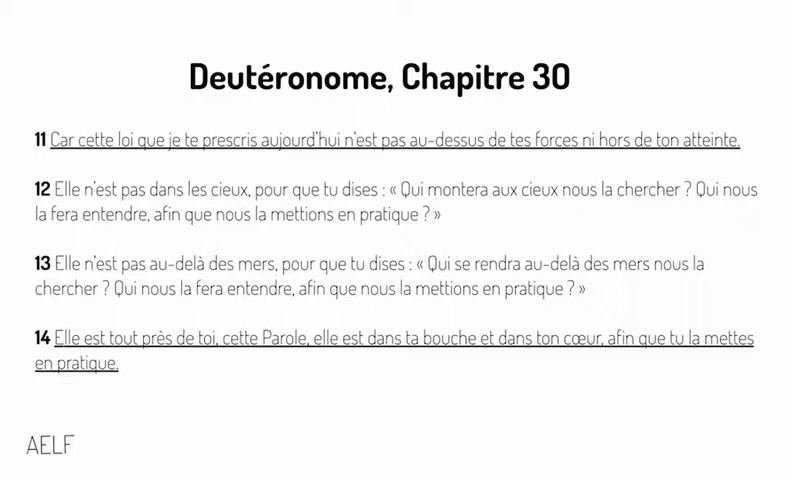 Deutéronome, Chapitre 30
11 Car cette loi que je te prescris aujourd'hui n'est pas au-dessus de tes forces ni hors de ton atteinte.
12 Elle n'est pas dans les cieux, pour que tu dises : « Qui montera aux cieux nous la chercher ? Qui nous
la fera entendre, afin que nous la mettions en pratique ? »
13 Elle n'est pas au-delà des mers, pour que tu dises : « Qui se rendra au-delà des mers nous la
chercher ? Qui nous la fera entendre, afin que nous la mettions en pratique ? »
14 Elle est tout près de toi, cette Parole, elle est dans ta bouche et dans ton cœur, afin que tu la mettes
en pratique.
AELF